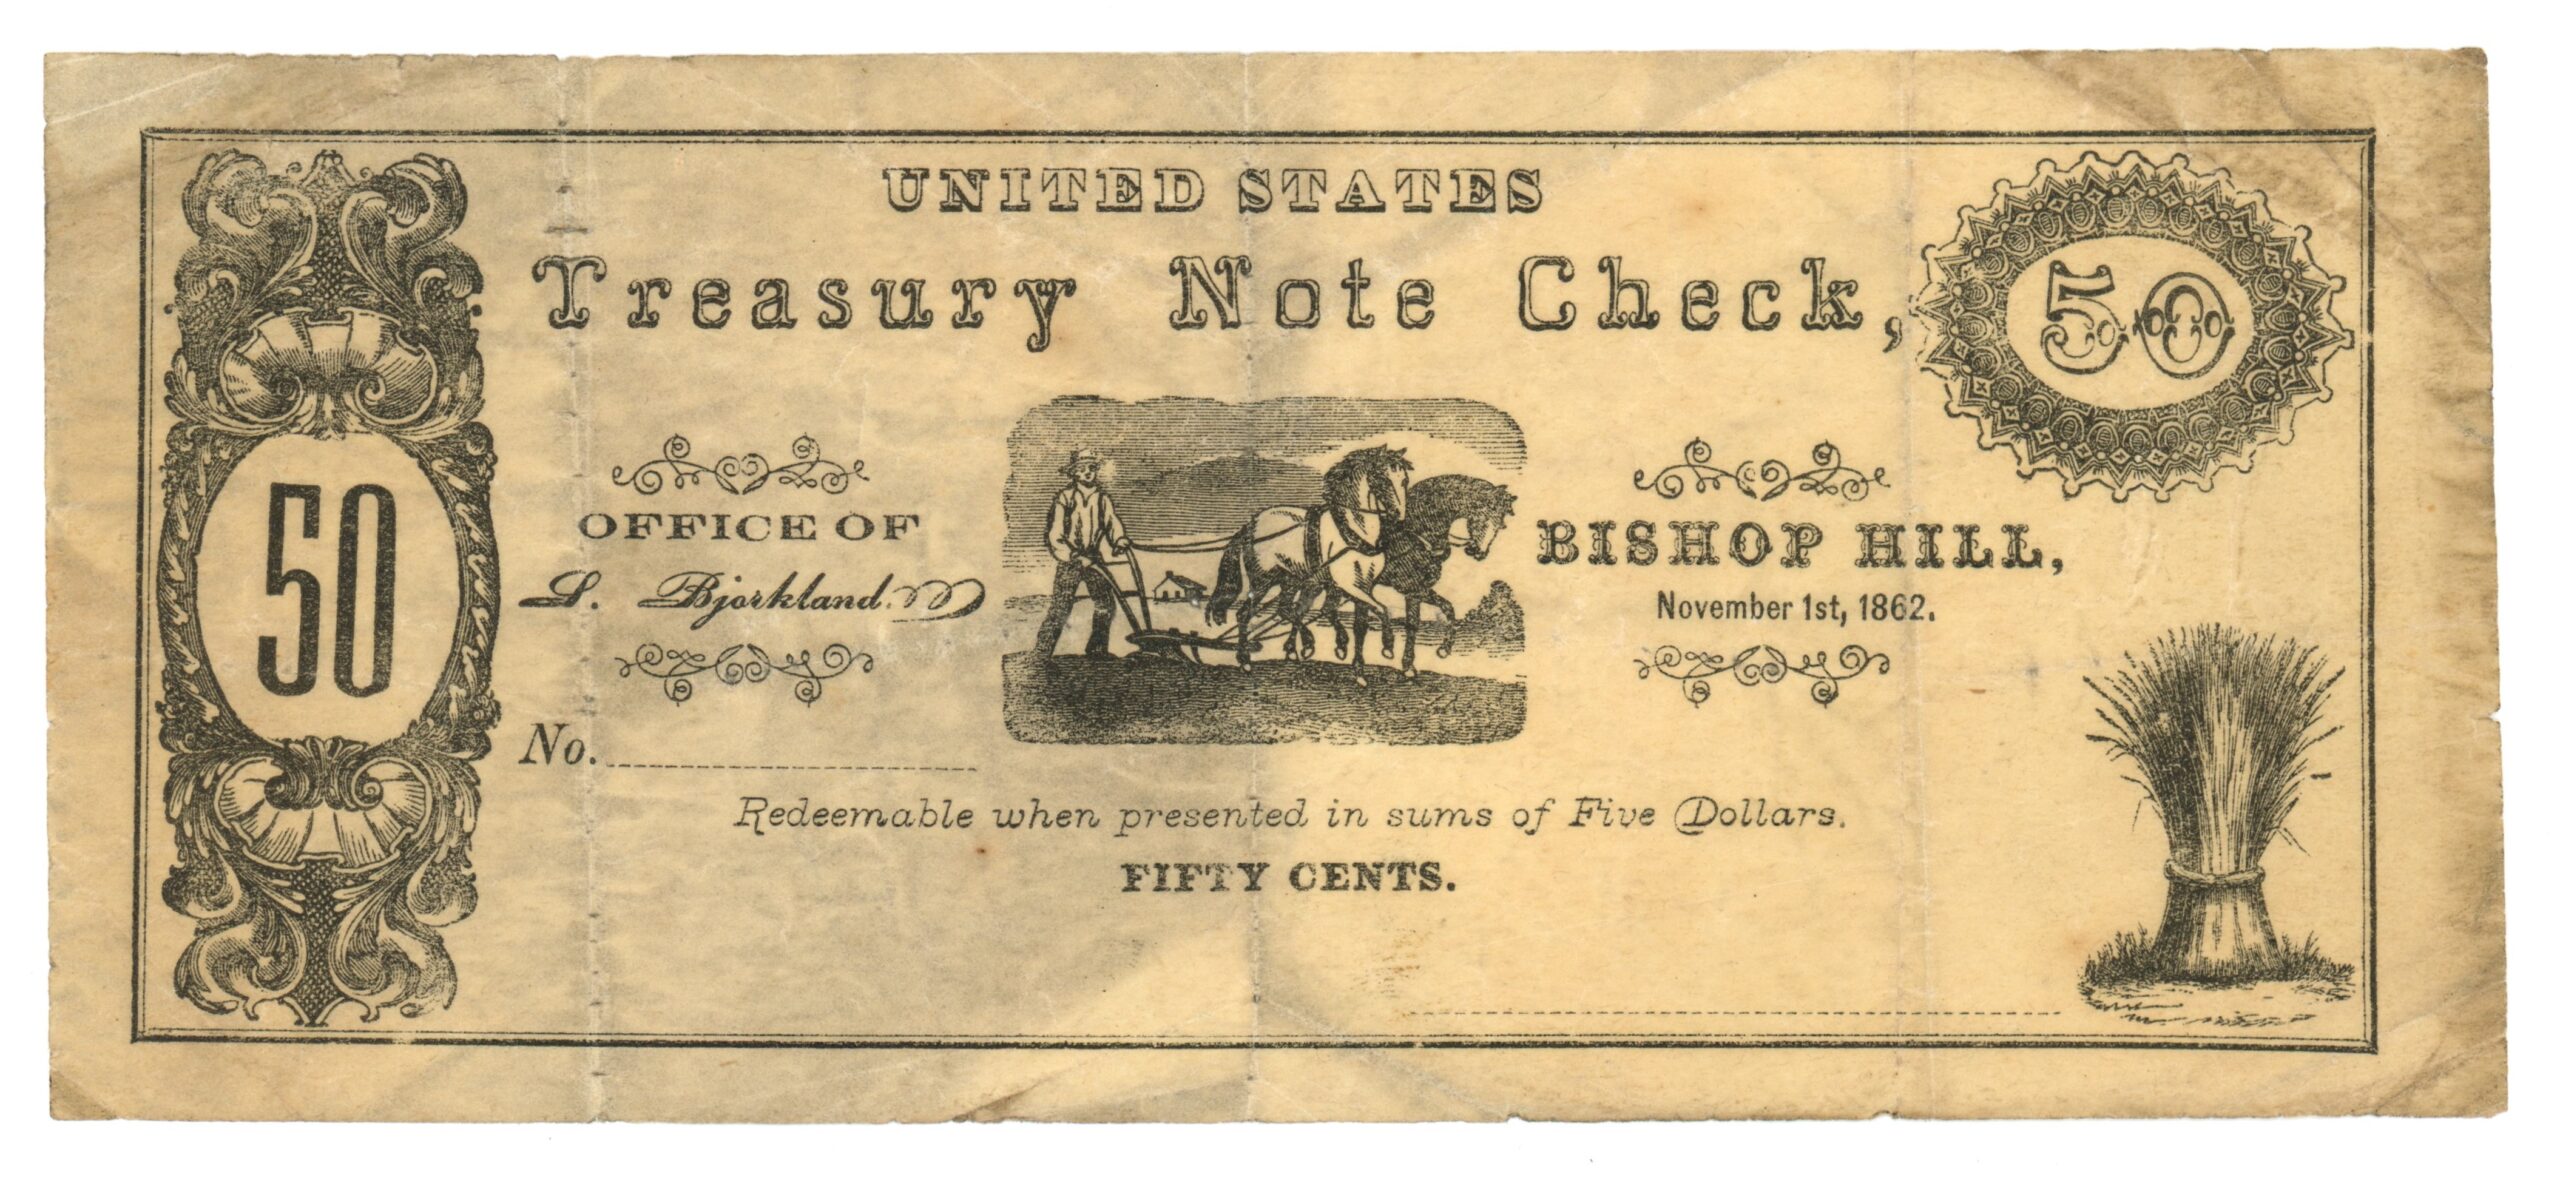 UNITED STATES
Treasury Note Check,
50
50
OFFICE OF
S. Bjorkland.
BISHOP HILL,
November 1st, 1862.
No.
Redeemable when presented in sums of Five Dollars.
FIFTY CENTS.